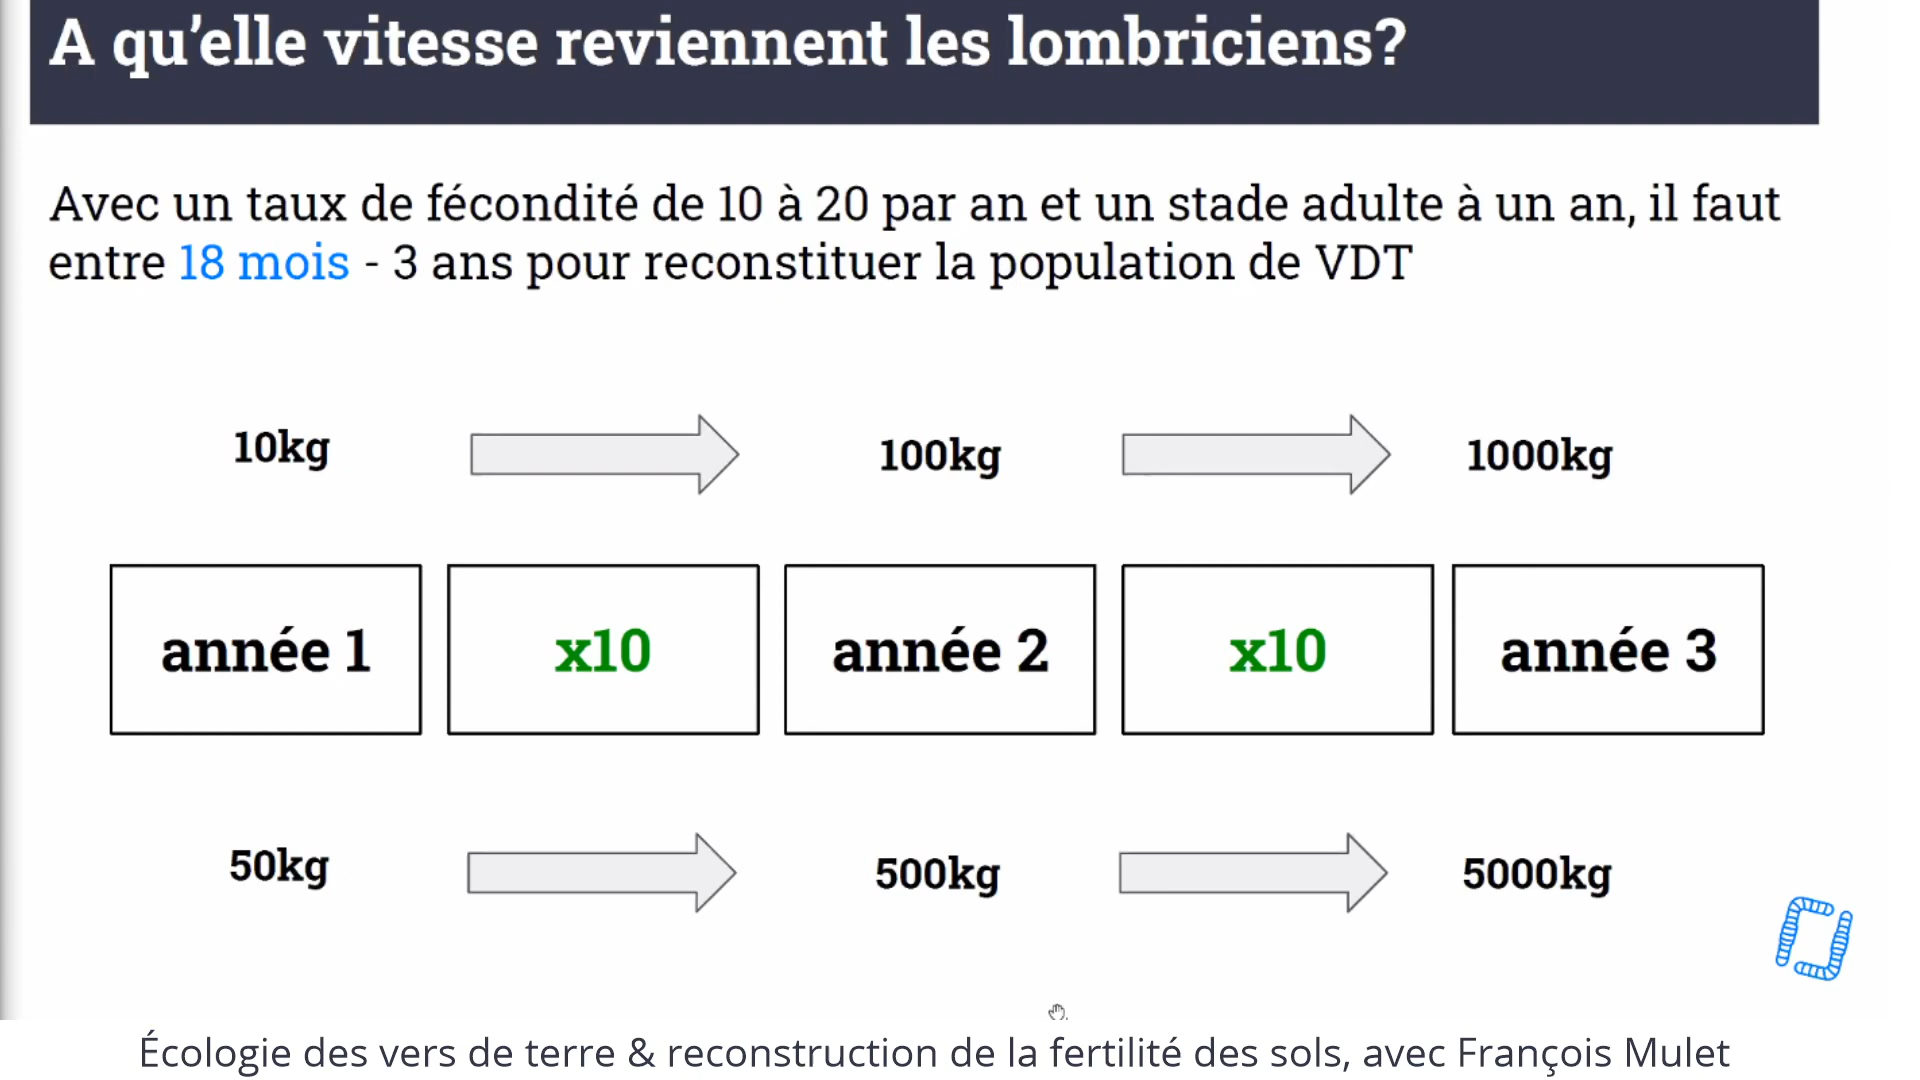 A qu’elle vitesse reviennent les lombriciens?
Avec un taux de fécondité de 10 à 20 par an et un stade adulte à un an, il faut
entre 18 mois - 3 ans pour reconstituer la population de VDT
10kg 100kg 1000kg
année 1 x10 année 2 x10 année 3
50kg 500kg 5000kg
Écologie des vers de terre & reconstruction de la fertilité des sols, avec François Mulet